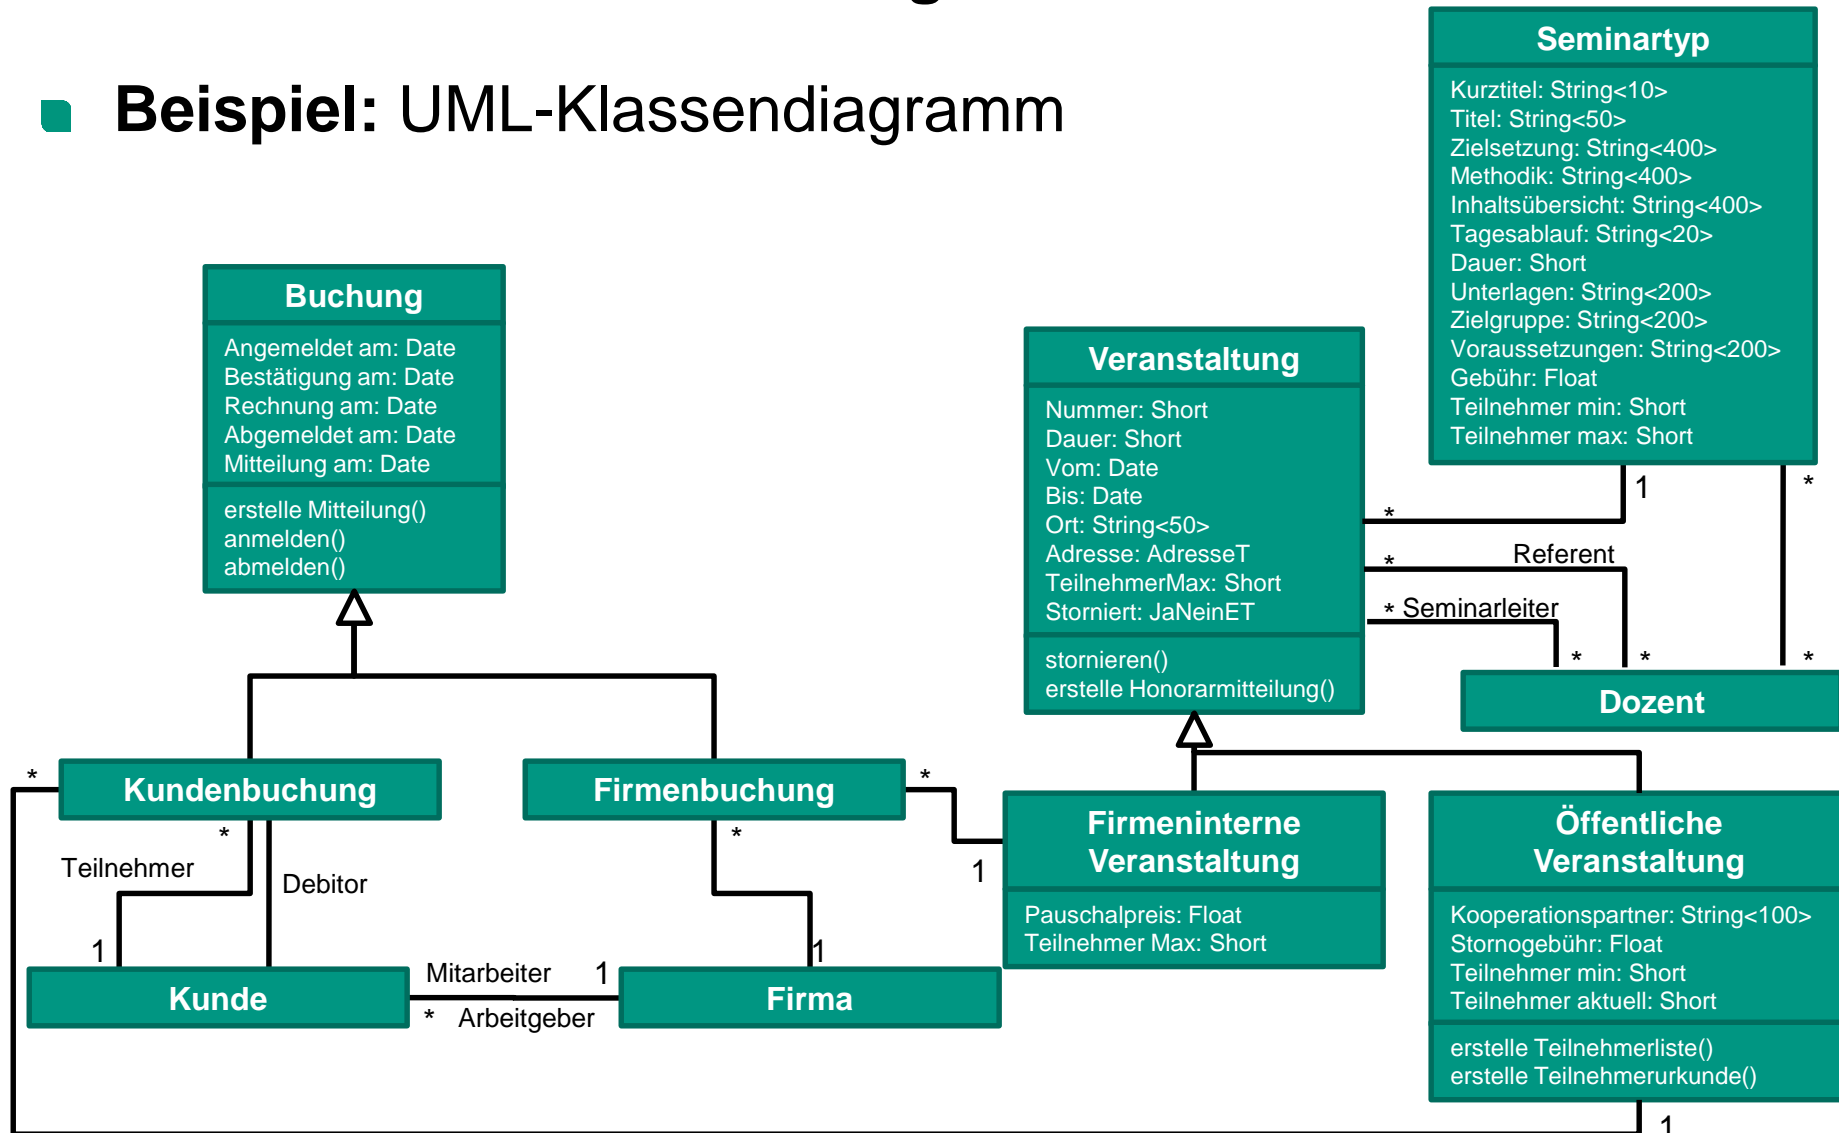 Beispiel: UML-Klassendiagramm
Seminartyp
Kurztitel: String<10>
Titel: String<50>
Zielsetzung: String<400>
Methodik: String<400>
Inhaltsübersicht: String<400>
Tagesablauf: String<20>
Dauer: Short
Unterlagen: String<200>
Zielgruppe: String<200>
Voraussetzungen: String<200>
Gebühr: Float
Teilnehmer min: Short
Teilnehmer max: Short
1
*
Buchung
Angemeldet am: Date
Bestätigung am: Date
Rechnung am: Date
Abgemeldet am: Date
Mitteilung am: Date
erstelle Mitteilung()
anmelden()
abmelden()
Veranstaltung
Nummer: Short
Dauer: Short
Vom: Date
Bis: Date
Ort: String<50>
Adresse: AdresseT
TeilnehmerMax: Short
Storniert: JaNeinET
stornieren()
erstelle Honorarmitteilung()
*
* Referent
* Seminarleiter
* * *
Dozent
* Kundenbuchung
Firmenbuchung *
* *
Teilnehmer
Debitor
1
1
1
Firmeninterne
Veranstaltung
Pauschalpreis: Float
Teilnehmer Max: Short
Öffentliche
Veranstaltung
Kooperationspartner: String<100>
Stornogebühr: Float
Teilnehmer min: Short
Teilnehmer aktuell: Short
erstelle Teilnehmerliste()
erstelle Teilnehmerurkunde()
1
Kunde
Mitarbeiter 1
* Arbeitgeber
Firma